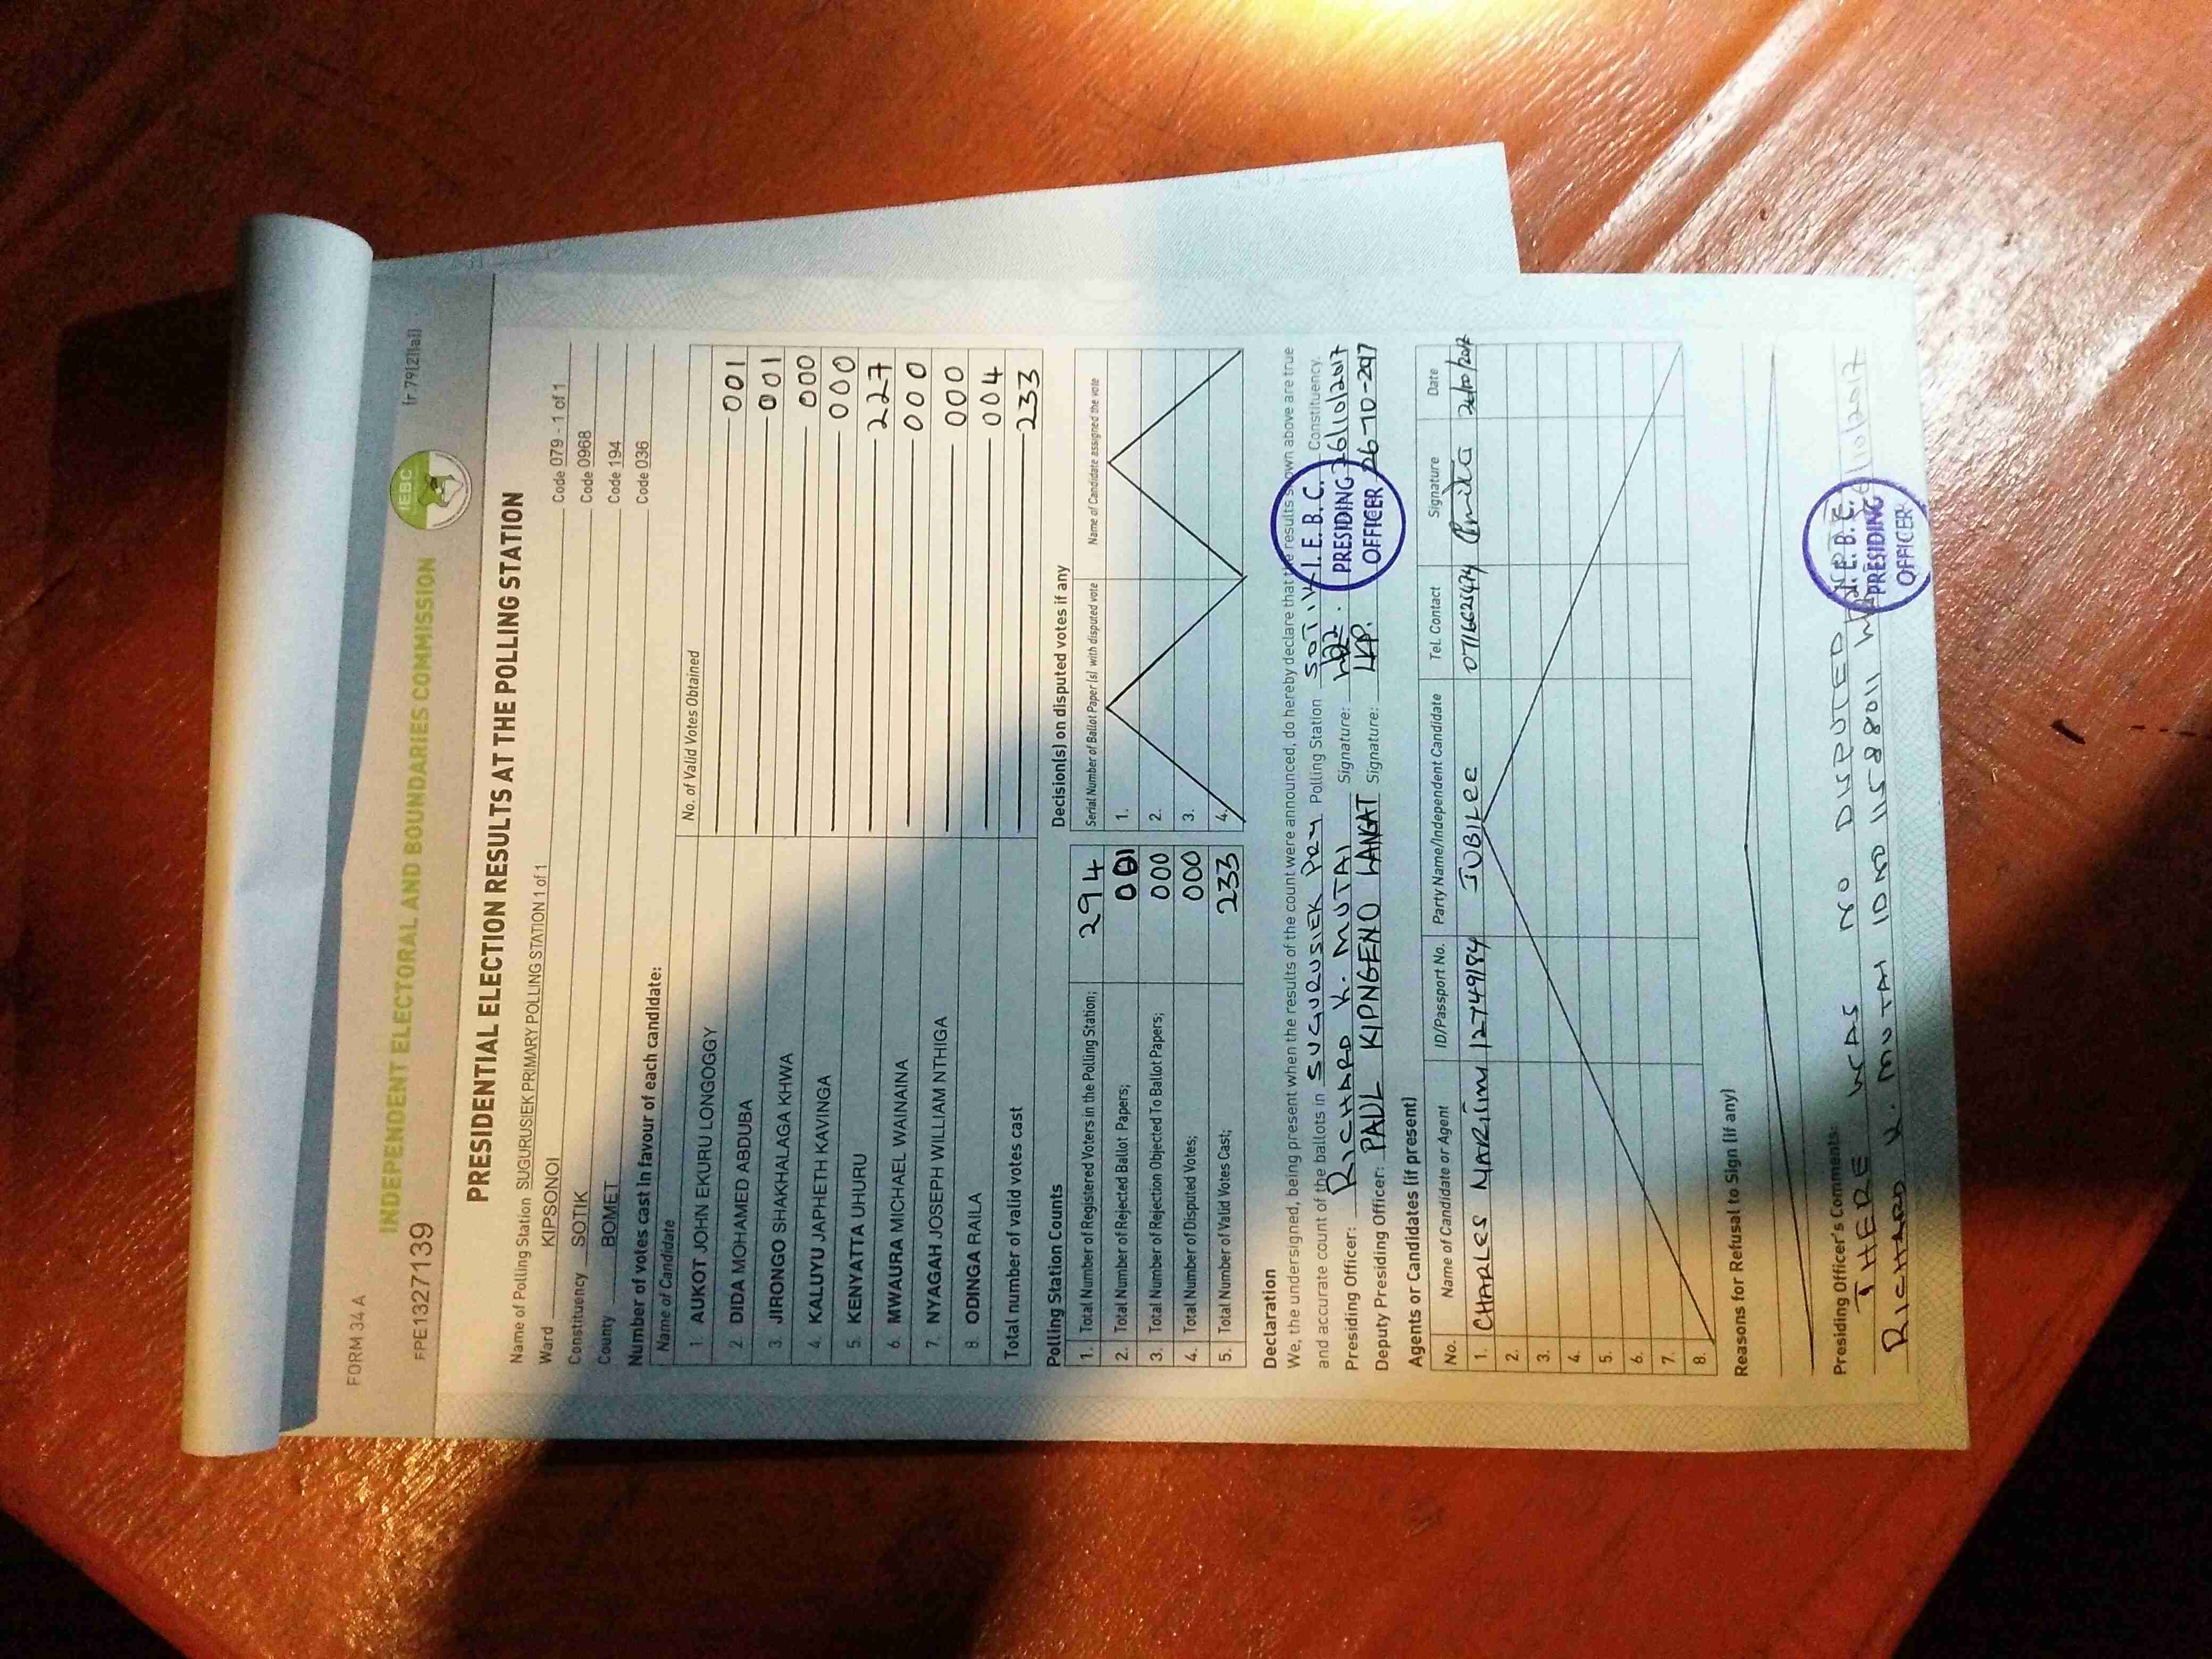 FORM 34 A
(r 79(2)(a))
INDEPENDENT ELECTORAL AND BOUNDARIES COMMISSION
IEBC
FPE1327139
PRESIDENTIAL ELECTION RESULTS AT THE POLLING STATION
Name of Polling Station SUGURUSIEK PRIMARY POLLING STATION 1 of 1 Code 079 - 1 of 1
Ward KIPSONOI Code 0968
Constituency SOTIK Code 194
County BOMET Code 036
Number of votes cast in favour of each candidate:
Name of Candidate No. of Valid Votes Obtained
1. AUKOT JOHN EKURU LONGOGGY 001
2 DIDA MOHAMED ABDUBA 001
3. JIRONGO SHAKHALAGA KHWA 000
4. KALUYU JAPHETH KAVINGA 000
5. KENYATTA UHURU 227
6. MWAURA MICHAEL WAINAINA 000
7. NYAGAH JOSEPH WILLIAM NTHIGA 000
8. ODINGA RAILA 004
Total number of valid votes cast 233
Polling Station Counts
Decision(s) on disputed votes if any
Serial Number of Ballot Paper (s) with disputed vote Name of Candidate assigned the vote
1. Total Number of Registered Voters in the Polling Station; 294 1.
2. Total Number of Rejected Ballot Papers; 001 2.
3. Total Number of Rejection Objected To Ballot Papers; 000 3.
4. Total Number of Disputed Votes; 000 4.
5. Total Number of Valid Votes Cast; 233
Declaration
We, the undersigned, being present when the results of the count were announced, do hereby declare that the results shown above are true
and accurate count of the ballots in SUGURUSIEK PRY Polling Station SOTIK Constituency.
Presiding Officer: RICHARD K. MUTAI Signature: 26/10/2017
Deputy Presiding Officer: PAUL KIPNGENO LANGAT Signature: 26-10-2017
I.E.B.C.
PRESIDING
OFFICER
Agents or Candidates (if present)
No. Name of Candidate or Agent ID/Passport No. Party Name/Independent Candidate Tel. Contact Signature Date
1. CHARLES 12749184 JUBILEE 26/10/2017
2.
3.
4.
5.
6.
7.
8.
Reasons for Refusal to Sign (if any)
Presiding Officer's Comments:
THERE WAS NO DISPUTED
RICHARD K. MUTAI ID NO 11588011
I.E.B.C.
PRESIDING
OFFICER